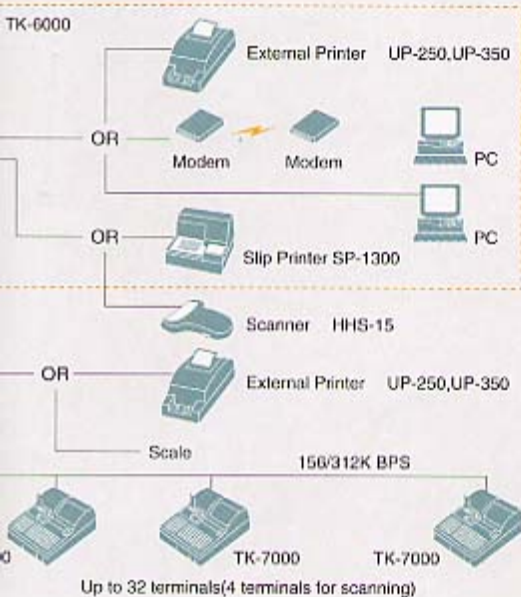 TK-6000
External Printer UP-250,UP-350
OR
Modem Modem
PC
PC
OR
Slip Printer SP-1300
Scanner HHS-15
OR
External Printer UP-250,UP-350
Scale
156/312K BPS
TK-7000 TK-7000
Up to 32 terminals(4 terminals for scanning)